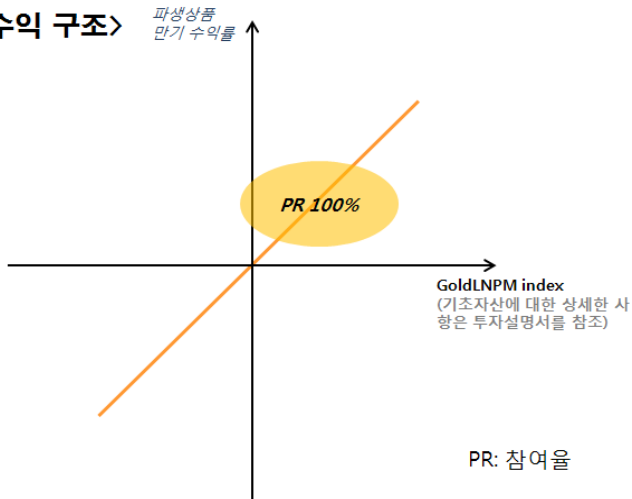 수익 구조>
파생상품
만기 수익률
PR 100%
GoldLNPM index
(기초자산에 대한 상세한 사
항은 투자설명서를 참조)
PR: 참여율